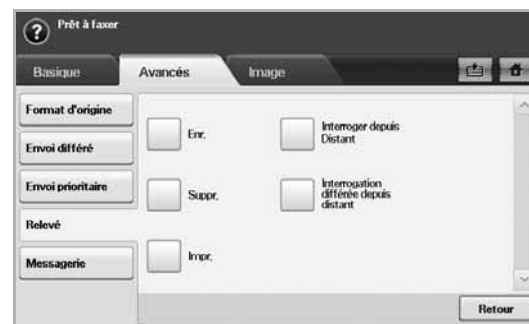 Prêt à faxer
Basique
Avancés
Image
Format d'origine
Envoi différé
Envoi prioritaire
Relevé
Messagerie
Enr.
Suppr.
Impr.
Interroger depuis
Distant
Interrogation
différée depuis
distant
Retour